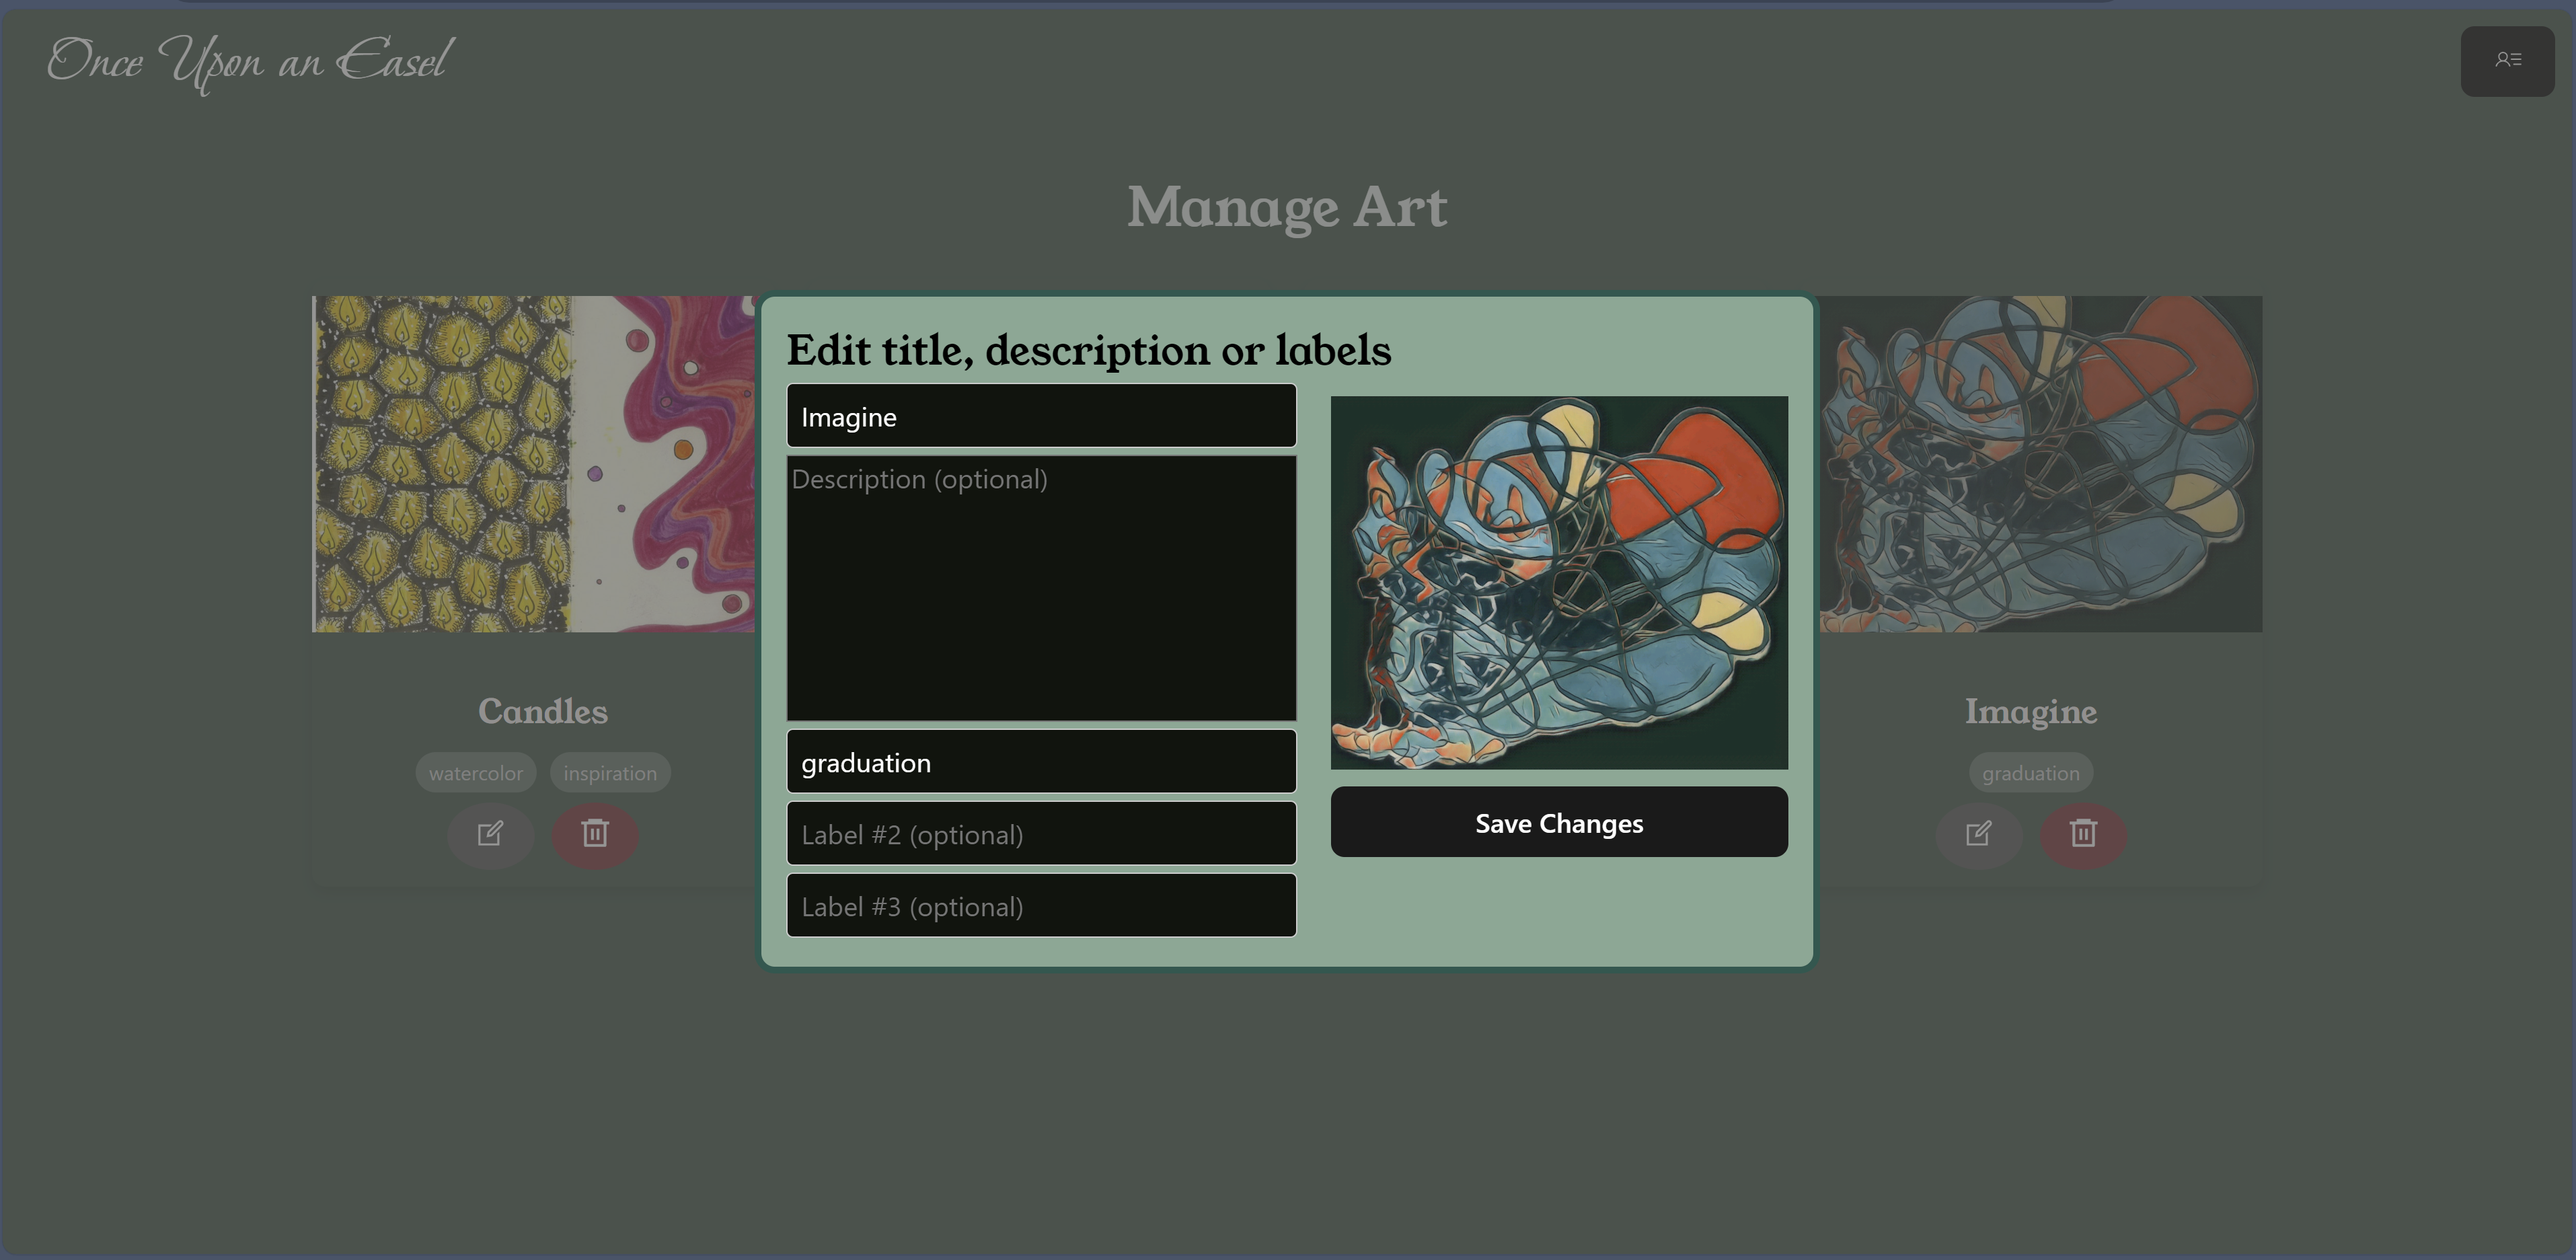 Once Upon an Easel
Manage Art
Edit title, description or labels
Imagine
Description (optional)
graduation
Label #2 (optional)
Label #3 (optional)
Save Changes
Candles
watercolor inspiration
Imagine
graduation